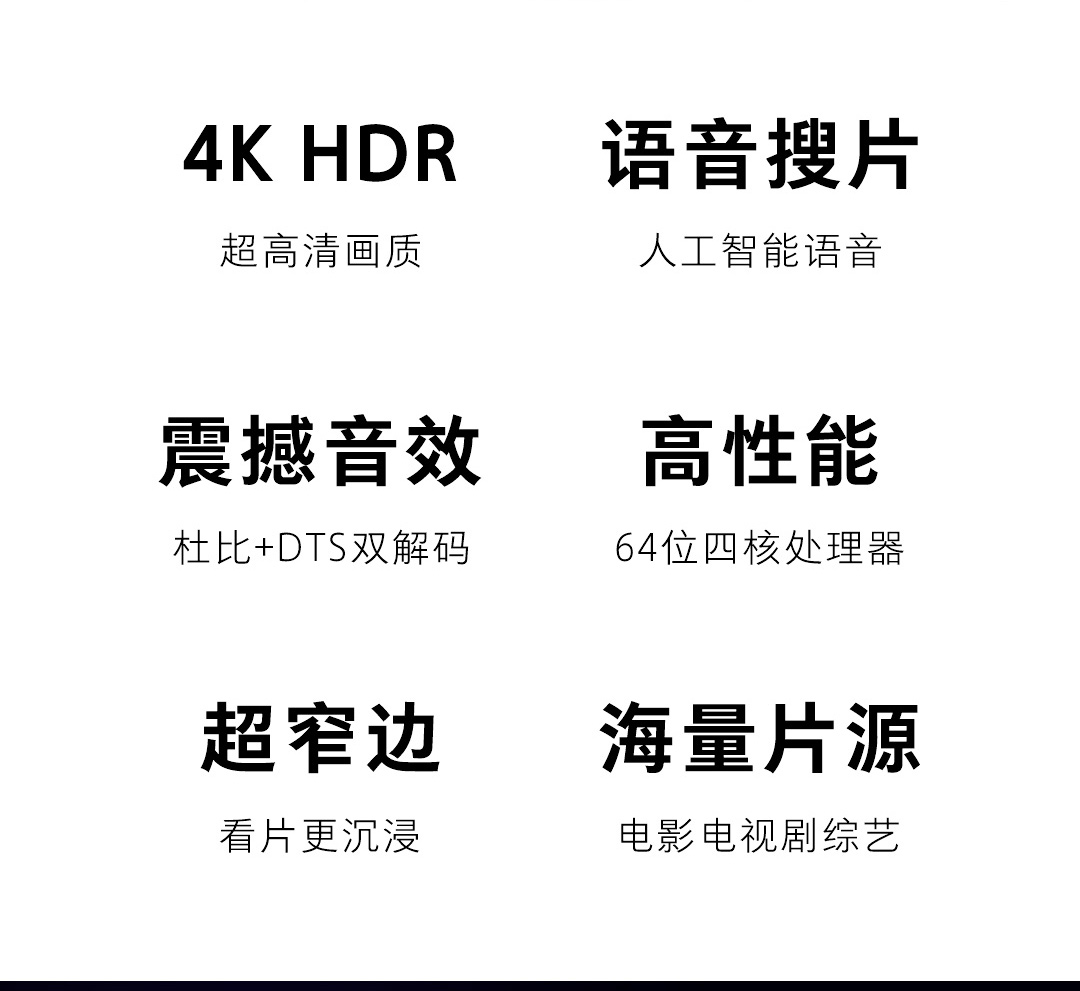 4K HDR
语音搜片
超高清画质
人工智能语音
震撼音效
高性能
杜比+DTS双解码
64位四核处理器
超窄边
海量片源
看片更沉浸
电影电视剧综艺